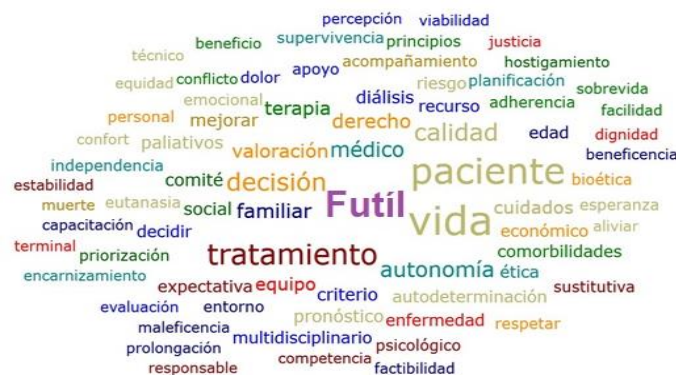 percepción viabilidad
beneficio supervivencia principios justicia
técnico acompañamiento hostigamiento
equidad conflicto dolor apoyo riesgo planificación sobrevida
emocional terapia diálisis recurso adherencia facilidad
personal mejorar derecho calidad edad dignidad
confort paliativos valoración médico beneficencia
independencia comité decisión paciente bioética
estabilidad
muerte eutanasia social familiar Futíl vida cuidados esperanza
capacitación decidir económico aliviar
terminal priorización tratamiento comorbilidades
encarnizamiento autonomía ética
expectativa equipo criterio autodeterminación sustitutiva
evaluación entorno pronóstico enfermedad respetar
maleficencia multidisciplinario psicológico
prolongación competencia factibilidad
responsable